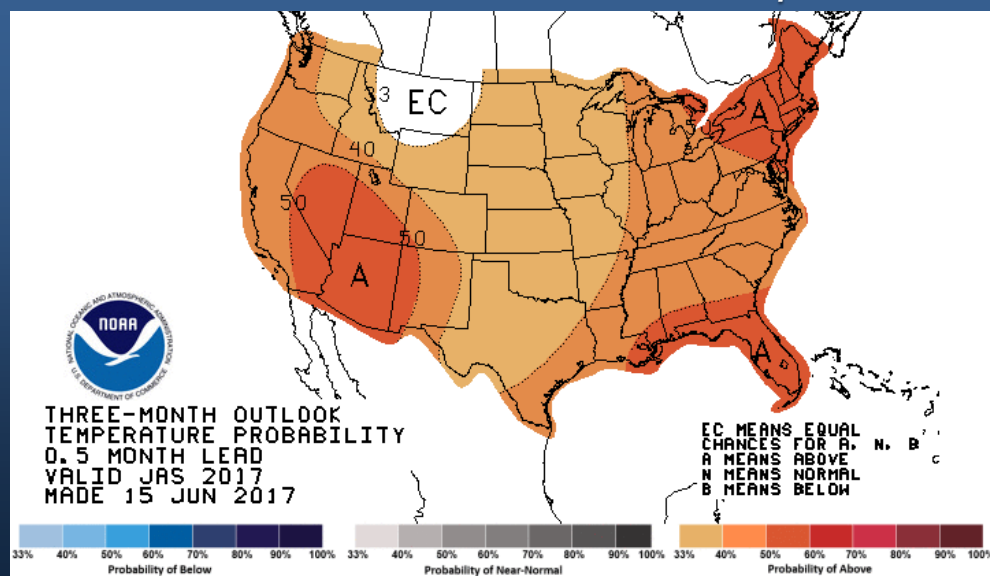 33
EC
A
40
50
50
A
A
NATIONAL OCEANIC AND ATMOSPHERIC ADMINISTRATION
NOAA
U.S. DEPARTMENT OF COMMERCE
THREE-MONTH OUTLOOK
TEMPERATURE PROBABILITY
0.5 MONTH LEAD
VALID JAS 2017
MADE 15 JUN 2017
EC MEANS EQUAL
CHANCES FOR A, N, B
A MEANS ABOVE
N MEANS NORMAL
B MEANS BELOW
C
33% 40% 50% 60% 70% 80% 90% 100%
Probability of Below
33% 40% 50% 60% 70% 80% 90% 100%
Probability of Near-Normal
33% 40% 50% 60% 70% 80% 90% 100%
Probability of Above